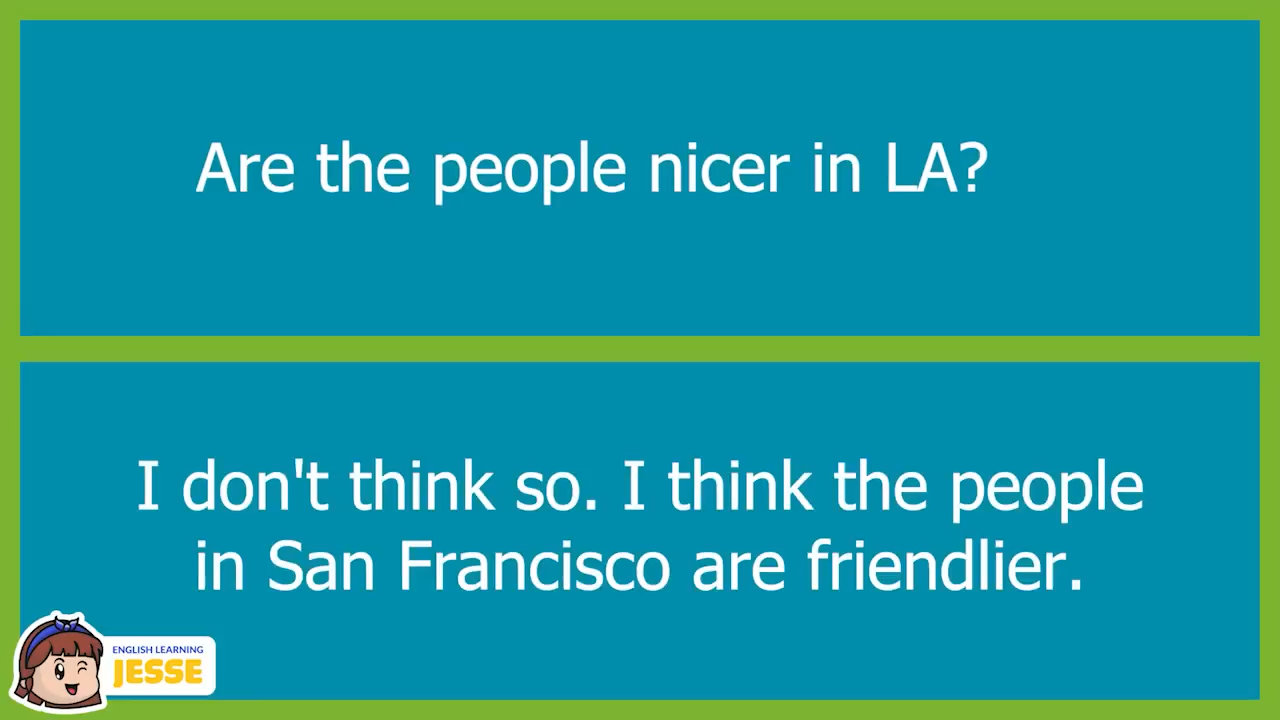 Are the people nicer in LA?
I don't think so. I think the people
in San Francisco are friendlier.
ENGLISH LEARNING
JESSE